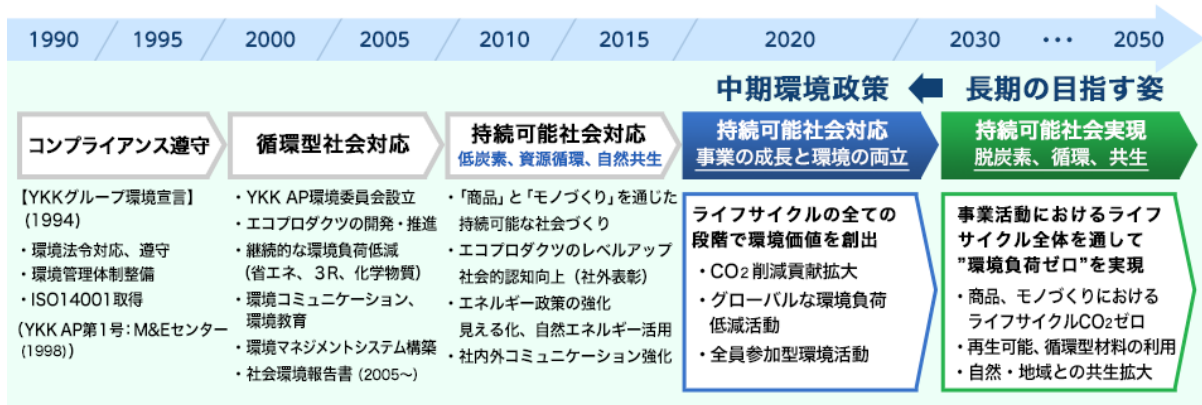 1990 1995 2000 2005 2010 2015 2020 2030 … 2050
中期環境政策 長期の目指す姿
コンプライアンス遵守
【YKKグループ環境宣言】
(1994)
・環境法令対応、遵守
・環境管理体制整備
・ISO14001取得
(YKK AP第1号：M&Eセンター
(1998))
循環型社会対応
・YKK AP環境委員会設立
・エコプロダクツの開発・推進
・継続的な環境負荷低減
(省エネ、3R、化学物質)
・環境コミュニケーション、
環境教育
・環境マネジメントシステム構築
・社会環境報告書(2005～)
持続可能社会対応
低炭素、資源循環、自然共生
・「商品」と「モノづくり」を通じた
持続可能な社会づくり
・エコプロダクツのレベルアップ
社会的認知向上(社外表彰)
・エネルギー政策の強化
見える化、自然エネルギー活用
・社内外コミュニケーション強化
持続可能社会対応
事業の成長と環境の両立
ライフサイクルの全ての
段階で環境価値を創出
・CO2削減貢献拡大
・グローバルな環境負荷
低減活動
・全員参加型環境活動
持続可能社会実現
脱炭素、循環、共生
事業活動におけるライフ
サイクル全体を通して
”環境負荷ゼロ”を実現
・商品、モノづくりにおける
ライフサイクルCO2ゼロ
・再生可能、循環型材料の利用
・自然・地域との共生拡大